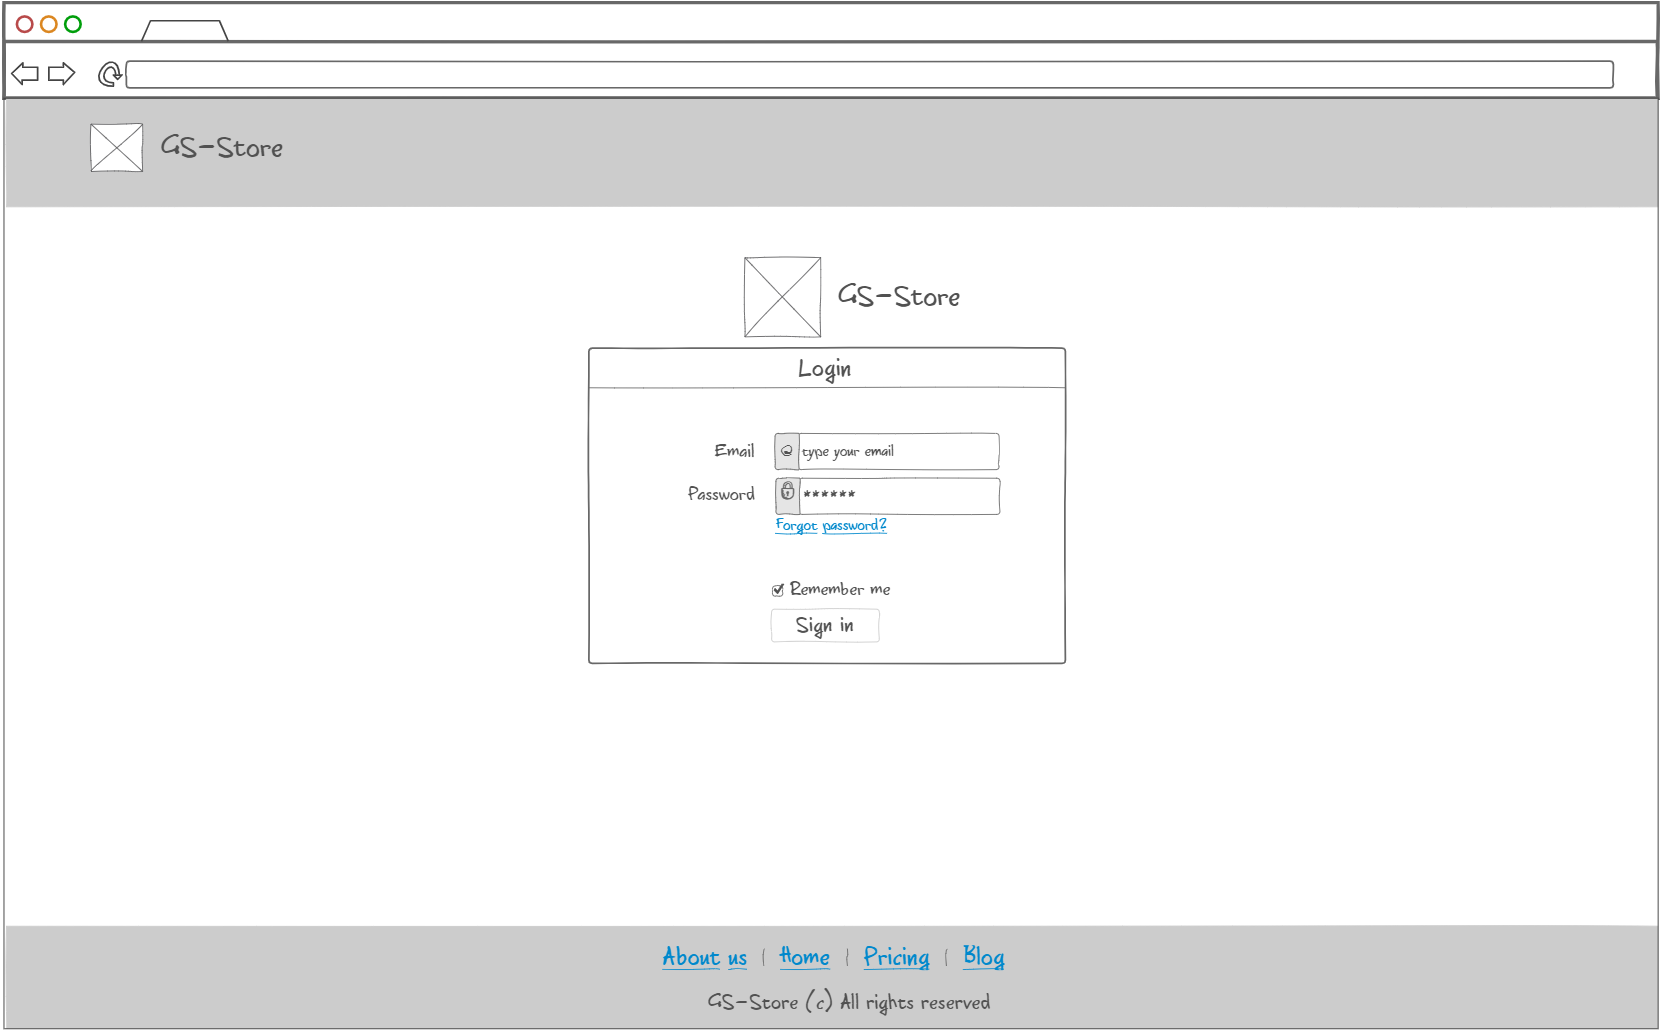 GS-Store
GS-Store
Login
Email type your email
Password ******
Forgot password?
Remember me
Sign in
About us | Home | Pricing | Blog
GS-Store (c) All rights reserved